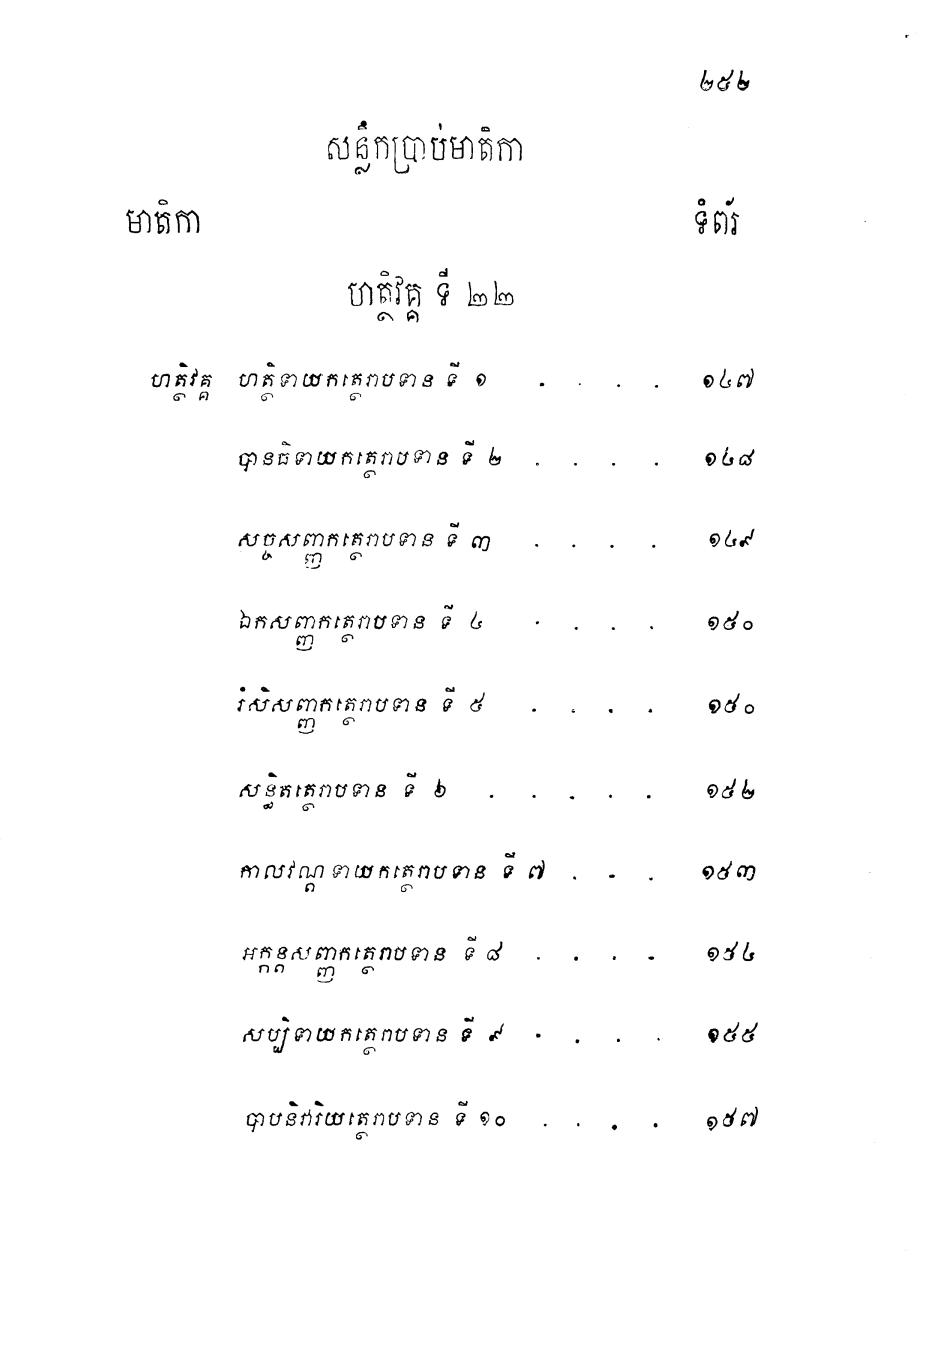 ២៥២
សន្លឹកប្រាប់មាតិកា
មាតិកា ទំព័រ
ហត្ថិវគ្គ ទី ២២
ហត្ថិវគ្គ ហត្ថិទាយកត្ថេរាបទាន ទី ១ . . . . ១៤៧
បានធិទាយកត្ថេរាបទាន ទី ២ . . . . ១៤៨
សច្ចសញ្ញកត្ថេរាបទាន ទី ៣ . . . . ១៤៩
ឯកសញ្ញកត្ថេរាបទាន ទី ៤ . . . . ១៥០
រំសិសញ្ញកត្ថេរាបទាន ទី ៥ . . . . ១៥០
សន្ធិតត្ថេរាបទាន ទី ៦ . . . . . ១៥២
តាលវណ្ដទាយកត្ថេរាបទាន ទី ៧ . . . ១៥៣
អក្កន្តសញ្ញកត្ថេរាបទាន ទី ៨ . . . . ១៥៤
សប្បិទាយកត្ថេរាបទាន ទី ៩ . . . . ១៥៥
បាបនិវារិយត្ថេរាបទាន ទី ១០ . . . . ១៥៧